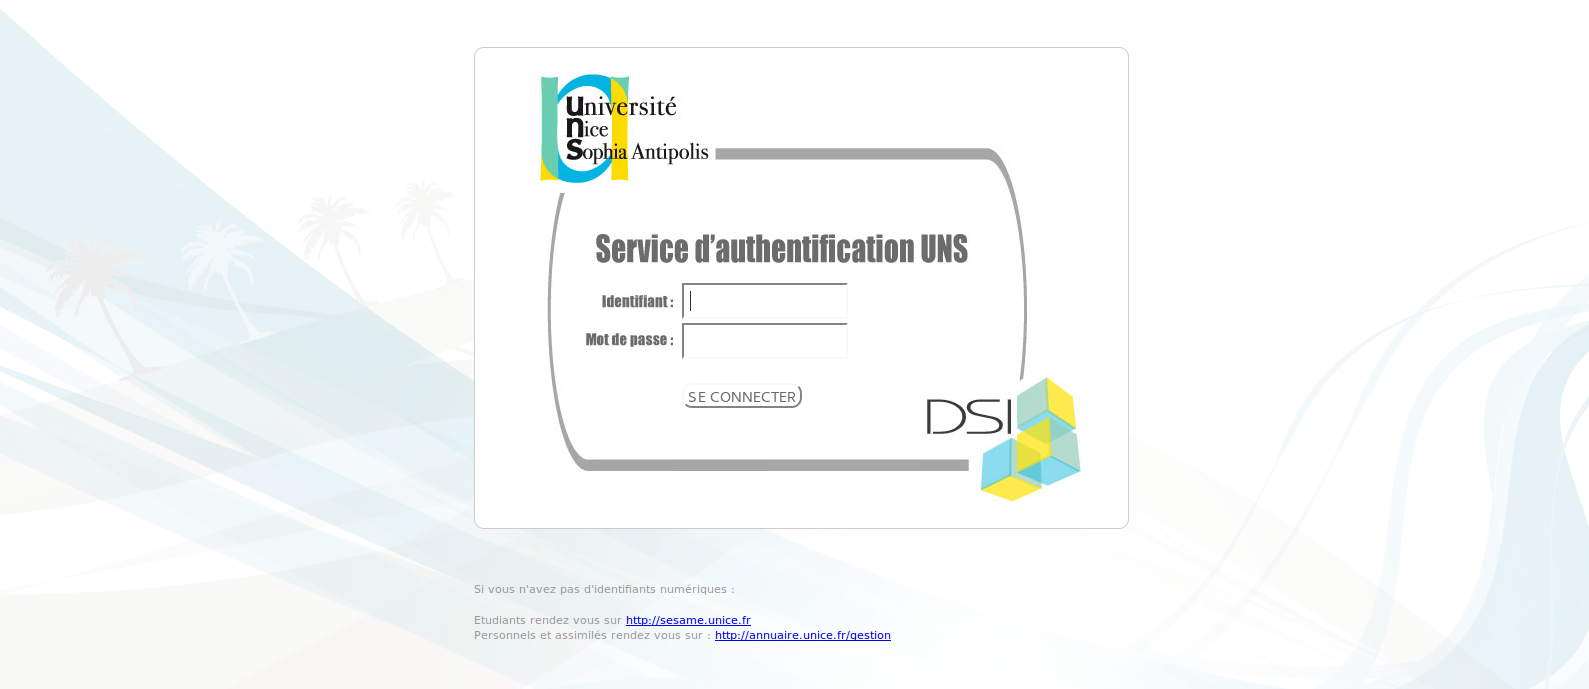 université
nice
Sophia Antipolis
Service d'authentification UNS
Identifiant :
Mot de passe :
SE CONNECTER
DSI
Si vous n'avez pas d'identifiants numériques :
Etudiants rendez vous sur http://sesame.unice.fr
Personnels et assimilés rendez vous sur : http://annuaire.unice.fr/gestion